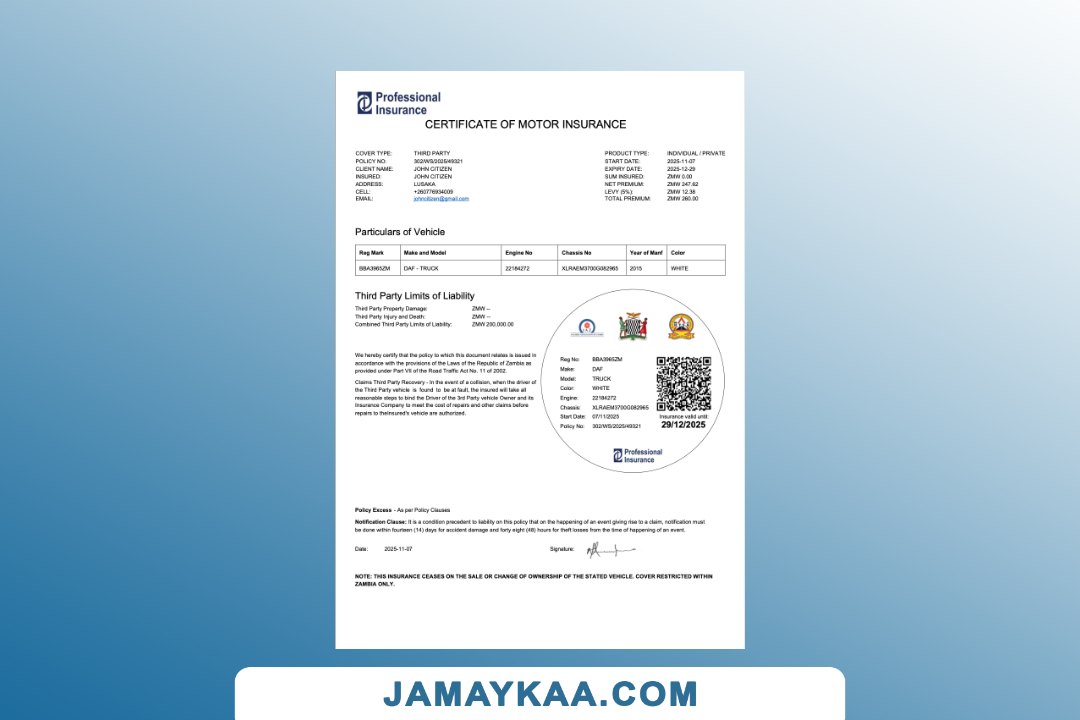 Professional
Insurance
CERTIFICATE OF MOTOR INSURANCE
COVER TYPE: THIRD PARTY
POLICY NO: 302/WS/2025/49321
CLIENT NAME: JOHN CITIZEN
INSURED: JOHN CITIZEN
ADDRESS: LUSAKA
CELL: +260776934009
EMAIL: johncitizen@gmail.com
PRODUCT TYPE: INDIVIDUAL / PRIVATE
START DATE: 2025-11-07
EXPIRY DATE: 2025-12-29
SUM INSURED: ZMW 0.00
NET PREMIUM: ZMW 247.62
LEVY (5%): ZMW 12.38
TOTAL PREMIUM: ZMW 260.00
Particulars of Vehicle
Reg Mark Make and Model Engine No Chassis No Year of Manf Color
BBA3965ZM DAF - TRUCK 22184272 XLRAEM3700G082965 2015 WHITE
Third Party Limits of Liability
Third Party Property Damage: ZMW --
Third Party Injury and Death: ZMW --
Combined Third Party Limits of Liability: ZMW 200,000.00
We hereby certify that the policy to which this document relates is issued in
accordance with the provisions of the Laws of the Republic of Zambia as
provided under Part VII of the Road Traffic Act No. 11 of 2002.
Claims Third Party Recovery - In the event of a collision, when the driver of
the Third Party vehicle is found to be at fault, the insured will take all
reasonable steps to bind the Driver of the 3rd Party vehicle Owner and its
Insurance Company to meet the cost of repairs and other claims before
repairs to theInsured's vehicle are authorized.
Reg No: BBA3965ZM
Make: DAF
Model: TRUCK
Color: WHITE
Engine: 22184272
Chassis: XLRAEM3700G082965
Start Date: 07/11/2025
Policy No: 302/WS/2025/49321
Insurance valid until:
29/12/2025
Professional
Insurance
Policy Excess - As per Policy Clauses
Notification Clause: It is a condition precedent to liability on this policy that on the happening of an event giving rise to a claim, notification must
be done within fourteen (14) days for accident damage and forty eight (48) hours for theft losses from the time of happening of an event.
Date: 2025-11-07 Signature:
NOTE: THIS INSURANCE CEASES ON THE SALE OR CHANGE OF OWNERSHIP OF THE STATED VEHICLE. COVER RESTRICTED WITHIN
ZAMBIA ONLY.
JAMAYKAA.COM